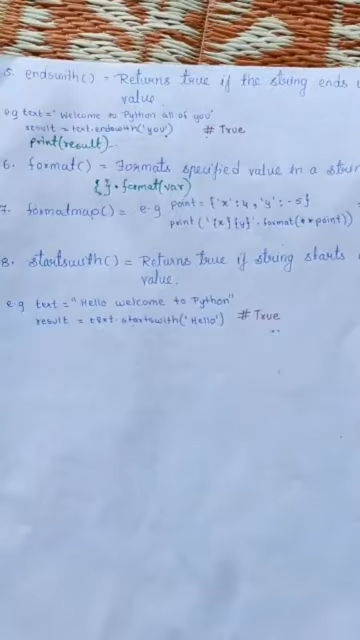 5. endswith() = Returns true if the string ends
value.
e.g text = 'Welcome to Python all of you'
result = text.endswith('you') # True
print(result).
6. format() = Formats specified value in a strin
{ }.format(var)
7. formatmap() = e.g point = {'x':4,'y':-5}
point('{x}{y}'.format(**point)) =
8. startswith() = Returns true if string starts
value.
e.g text = "Hello welcome to Python"
result = text.startswith('Hello') # True